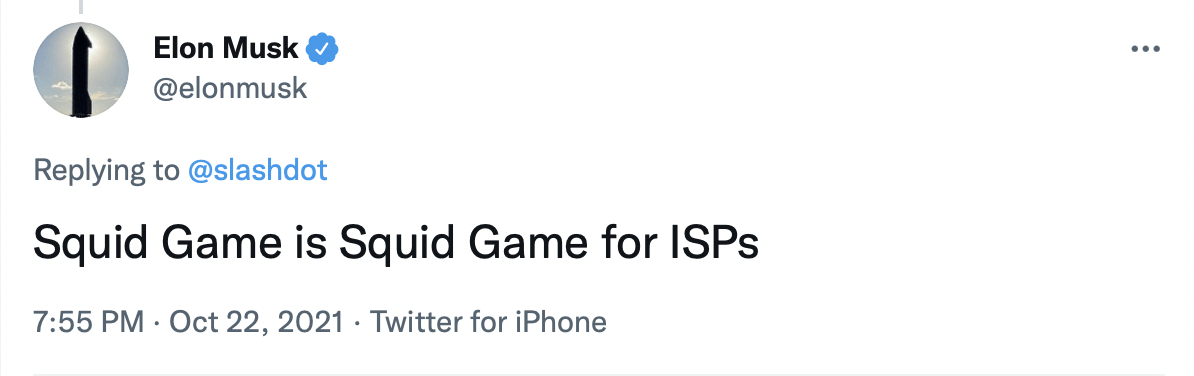 Elon Musk
@elonmusk
Replying to @slashdot
Squid Game is Squid Game for ISPs
7:55 PM · Oct 22, 2021 · Twitter for iPhone